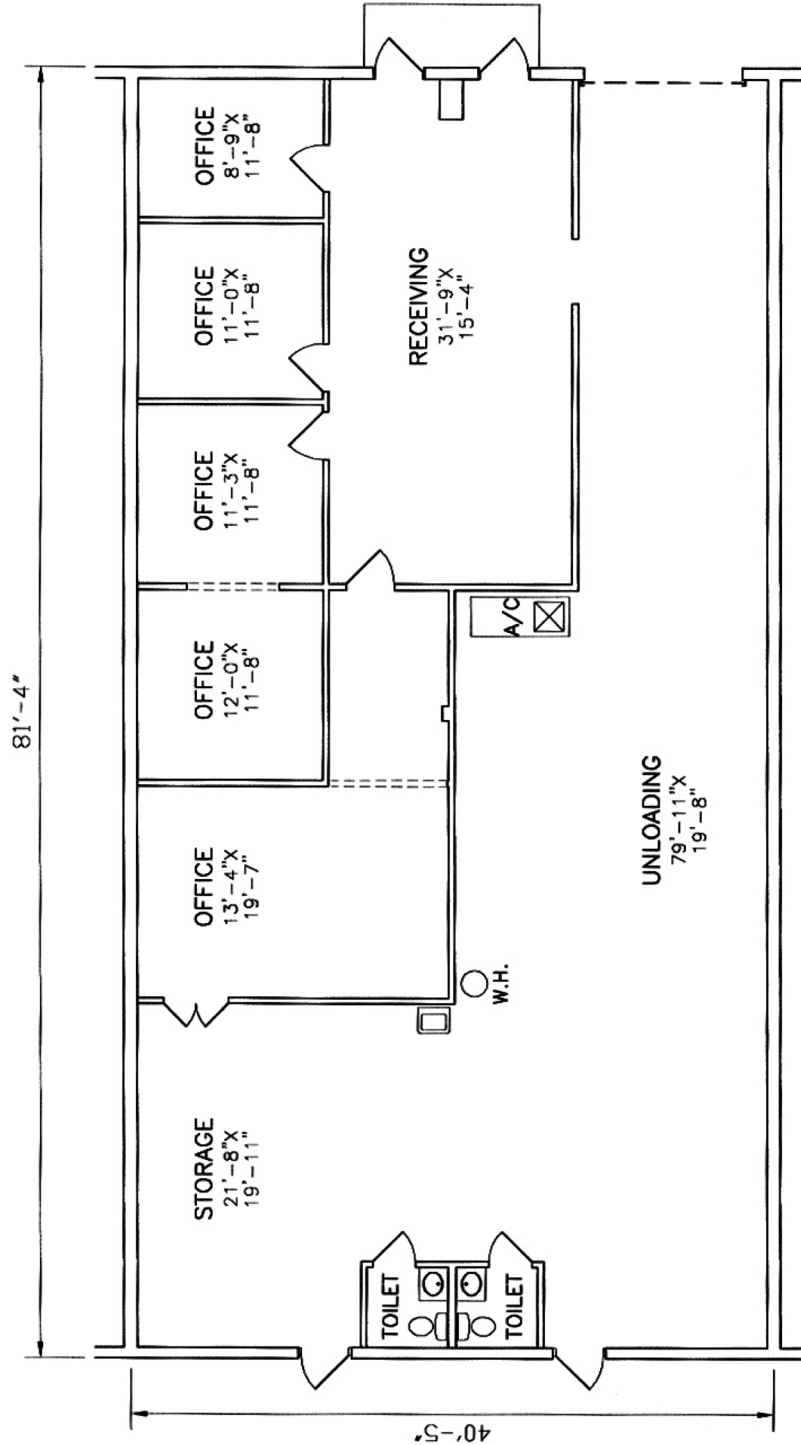 81'-4"
OFFICE
8'-9"X
11'-8"
OFFICE
11'-0"X
11'-8"
OFFICE
11'-3"X
11'-8"
OFFICE
12'-0"X
11'-8"
OFFICE
13'-4"X
19'-7"
STORAGE
21'-8"X
19'-11"
RECEIVING
31'-9"X
15'-4"
A/C
W.H.
UNLOADING
79'-11"X
19'-8"
TOILET
TOILET
40'-5"